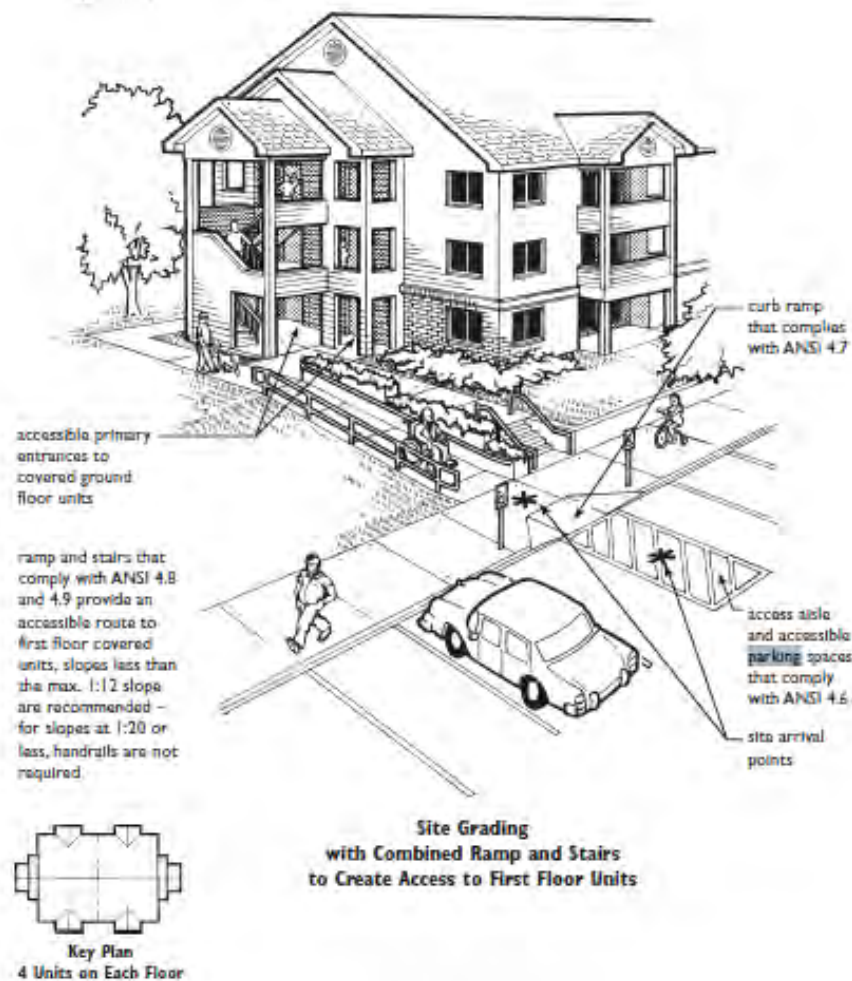 curb ramp
that complies
with ANSI 4.7
accessible primary
entrances to
covered ground
floor units
ramp and stairs that
comply with ANSI 4.8
and 4.9 provide an
accessible route to
first floor covered
units, slopes less than
the max. 1:12 slope
are recommended –
for slopes at 1:20 or
less, handrails are not
required
access aisle
and accessible
parking spaces
that comply
with ANSI 4.6
site arrival
points
Site Grading
with Combined Ramp and Stairs
to Create Access to First Floor Units
Key Plan
4 Units on Each Floor